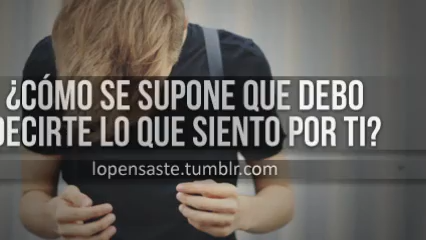 ¿CÓMO SE SUPONE QUE DEBO
DECIRTE LO QUE SIENTO POR TI?
lopensaste.tumblr.com